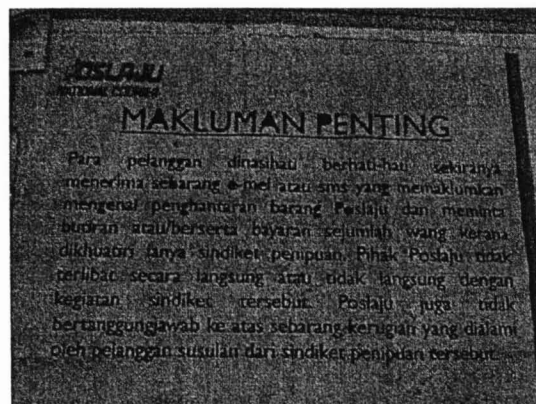 POSLAJU
NATIONAL COURIER
MAKLUMAN PENTING
Para pelanggan dinasihati berhati-hati sekiranya
menerima sebarang e-mel atau sms yang memaklumkan
mengenai penghantaran barang Poslaju dan meminta
butiran atau/berserta bayaran sejumlah wang kerana
dikhuatiri ianya sindiket penipuan. Pihak Poslaju tidak
terlibat secara langsung atau tidak langsung dengan
kegiatan sindiket tersebut. Poslaju juga tidak
bertanggungjawab ke atas sebarang kerugian yang dialami
oleh pelanggan susulan dari sindiket penipuan tersebut.